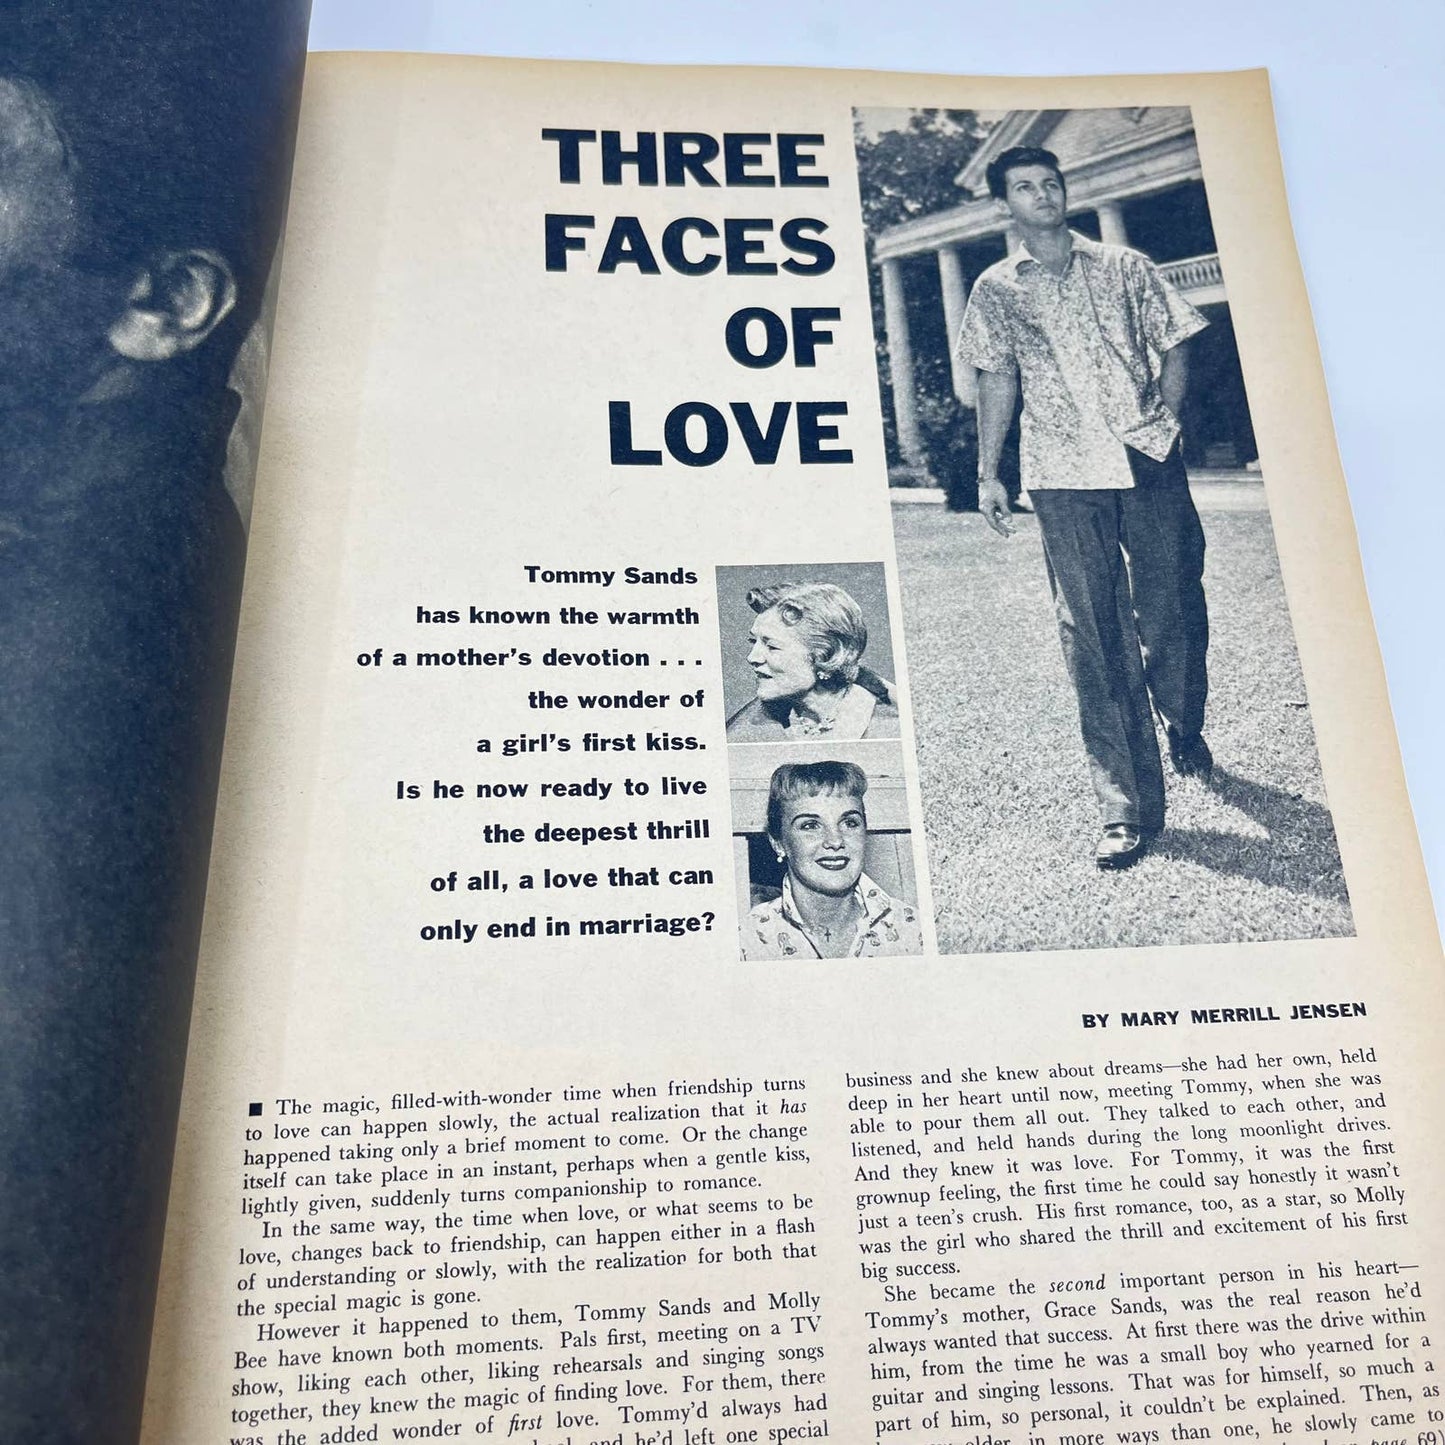 THREE
FACES
OF
LOVE
Tommy Sands
has known the warmth
of a mother's devotion . . .
the wonder of
a girl's first kiss.
Is he now ready to live
the deepest thrill
of all, a love that can
only end in marriage?
BY MARY MERRILL JENSEN
■ The magic, filled-with-wonder time when friendship turns
to love can happen slowly, the actual realization that it has
happened taking only a brief moment to come. Or the change
itself can take place in an instant, perhaps when a gentle kiss,
lightly given, suddenly turns companionship to romance.
In the same way, the time when love, or what seems to be
love, changes back to friendship, can happen either in a flash
of understanding or slowly, with the realization for both that
the special magic is gone.
However it happened to them, Tommy Sands and Molly
Bee have known both moments. Pals first, meeting on a TV
show, liking each other, liking rehearsals and singing songs
together, they knew the magic of finding love. For them, there
was the added wonder of first love. Tommy'd always had
and he'd left one special
business and she knew about dreams—she had her own, held
deep in her heart until now, meeting Tommy, when she was
able to pour them all out. They talked to each other, and
listened, and held hands during the long moonlight drives.
And they knew it was love. For Tommy, it was the first
grownup feeling, the first time he could say honestly it wasn't
just a teen's crush. His first romance, too, as a star, so Molly
was the girl who shared the thrill and excitement of his first
big success.
She became the second important person in his heart—
Tommy's mother, Grace Sands, was the real reason he'd
always wanted that success. At first there was the drive within
him, from the time he was a small boy who yearned for a
guitar and singing lessons. That was for himself, so much a
part of him, so personal, it couldn't be explained. Then, as
older, in more ways than one, he slowly came to
page 69)